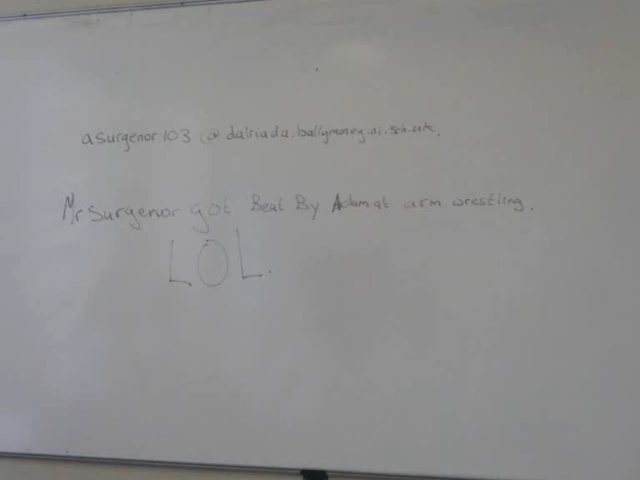 asurgenor103@dalriada.ballymoney.ni.sch.uk.
Mr Surgenor got Beat By Adam at arm wrestling.
LOL.